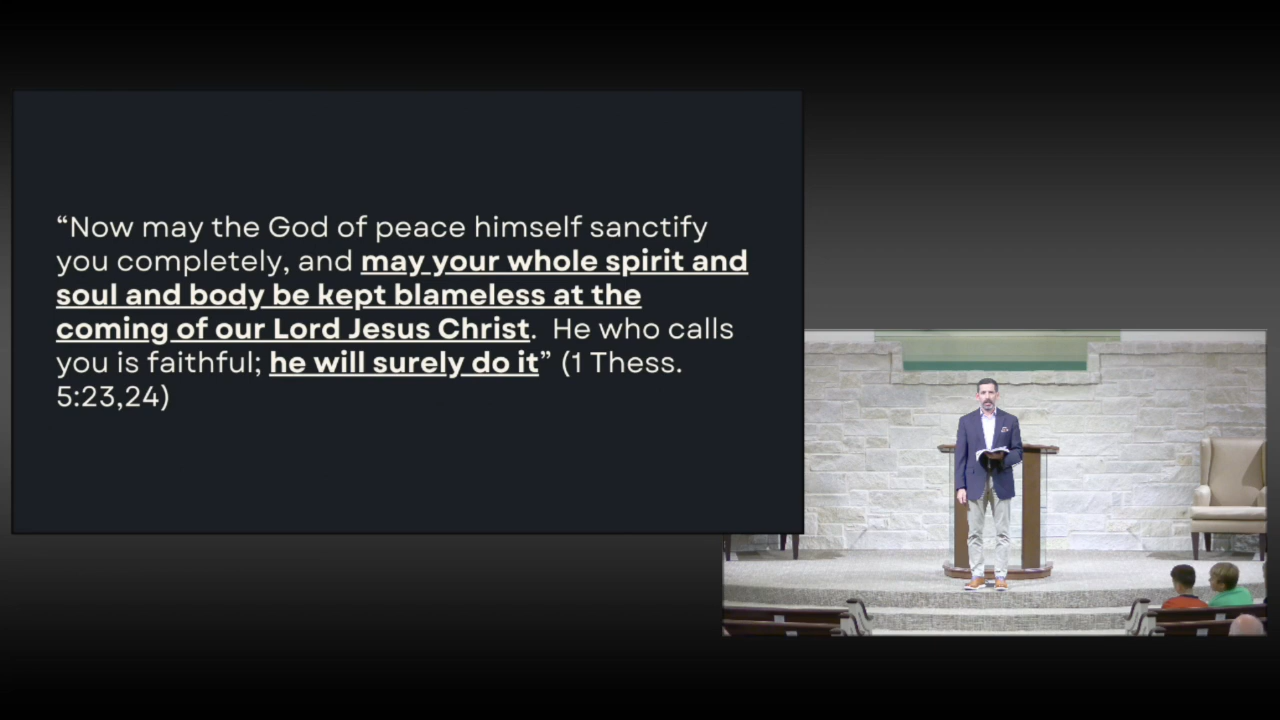 “Now may the God of peace himself sanctify
you completely, and may your whole spirit and
soul and body be kept blameless at the
coming of our Lord Jesus Christ.  He who calls
you is faithful; he will surely do it” (1 Thess.
5:23,24)